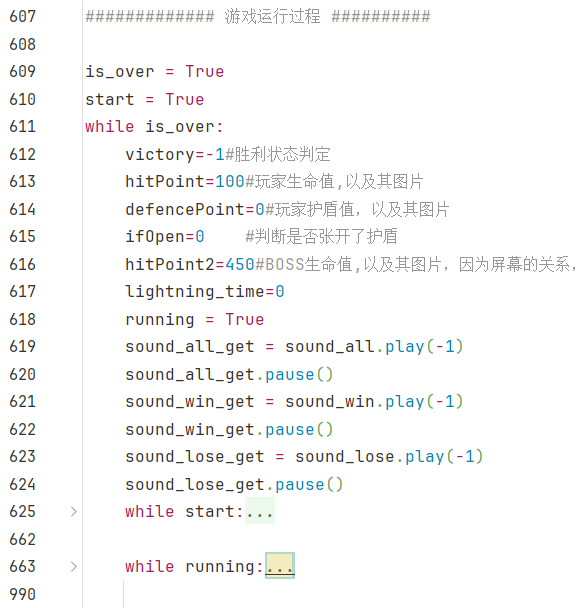 607 ############# 游戏运行过程 ##########
608
609 is_over = True
610 start = True
611 while is_over:
612     victory=-1#胜利状态判定
613     hitPoint=100#玩家生命值,以及其图片
614     defencePoint=0#玩家护盾值，以及其图片
615     ifOpen=0    #判断是否张开了护盾
616     hitPoint2=450#BOSS生命值,以及其图片，因为屏幕的关系，
617     lightning_time=0
618     running = True
619     sound_all_get = sound_all.play(-1)
620     sound_all_get.pause()
621     sound_win_get = sound_win.play(-1)
622     sound_win_get.pause()
623     sound_lose_get = sound_lose.play(-1)
624     sound_lose_get.pause()
625     while start:...
662
663     while running:...
990